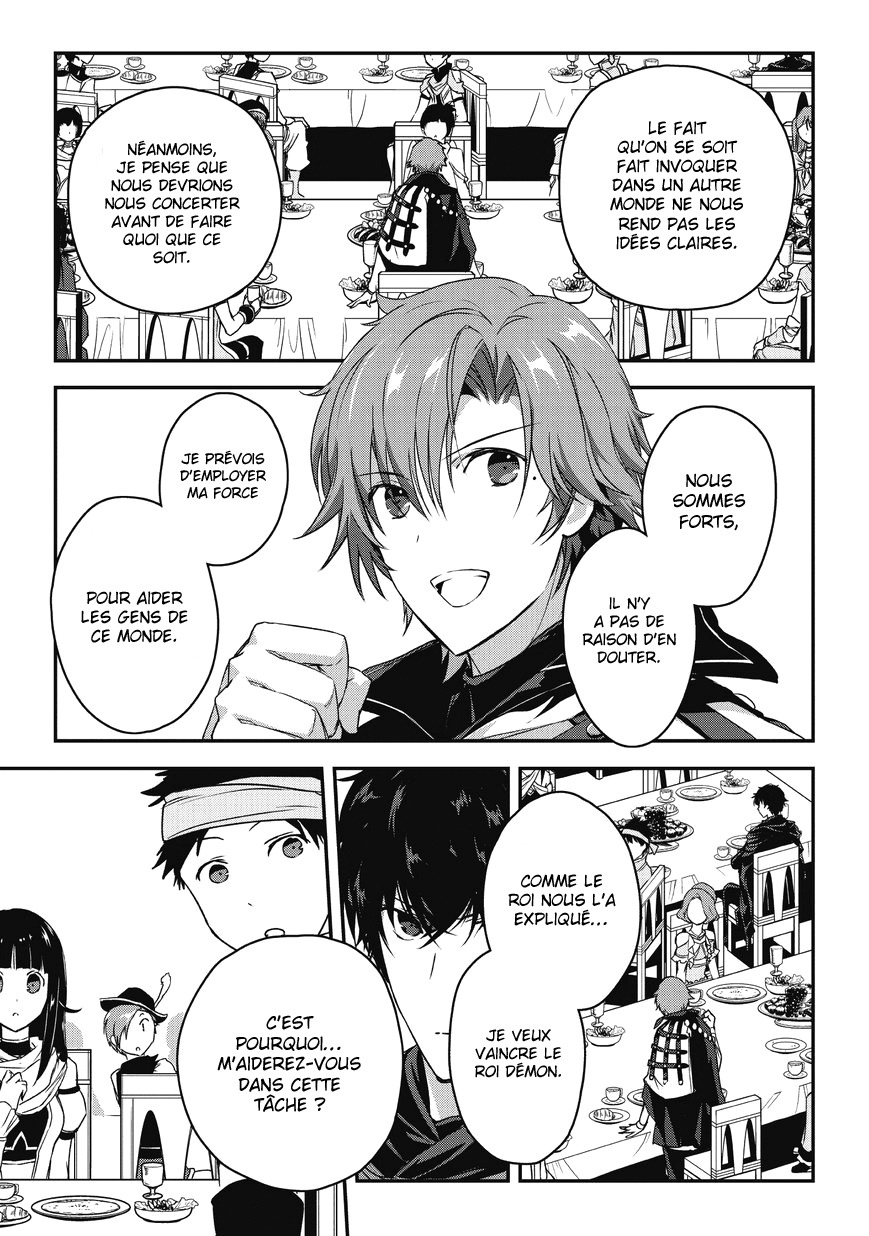 LE FAIT
QU'ON SE SOIT
FAIT INVOQUER
DANS UN AUTRE
MONDE NE NOUS
REND PAS LES
IDÉES CLAIRES.
NÉANMOINS,
JE PENSE QUE
NOUS DEVRIONS
NOUS CONCERTER
AVANT DE FAIRE
QUOI QUE CE
SOIT.
NOUS
SOMMES
FORTS,
IL N'Y
A PAS DE
RAISON D'EN
DOUTER.
JE PRÉVOIS
D'EMPLOYER
MA FORCE
POUR AIDER
LES GENS DE
CE MONDE.
COMME LE
ROI NOUS L'A
EXPLIQUÉ...
JE VEUX
VAINCRE LE
ROI DÉMON.
C'EST
POURQUOI...
M'AIDEREZ-VOUS
DANS CETTE
TÂCHE ?